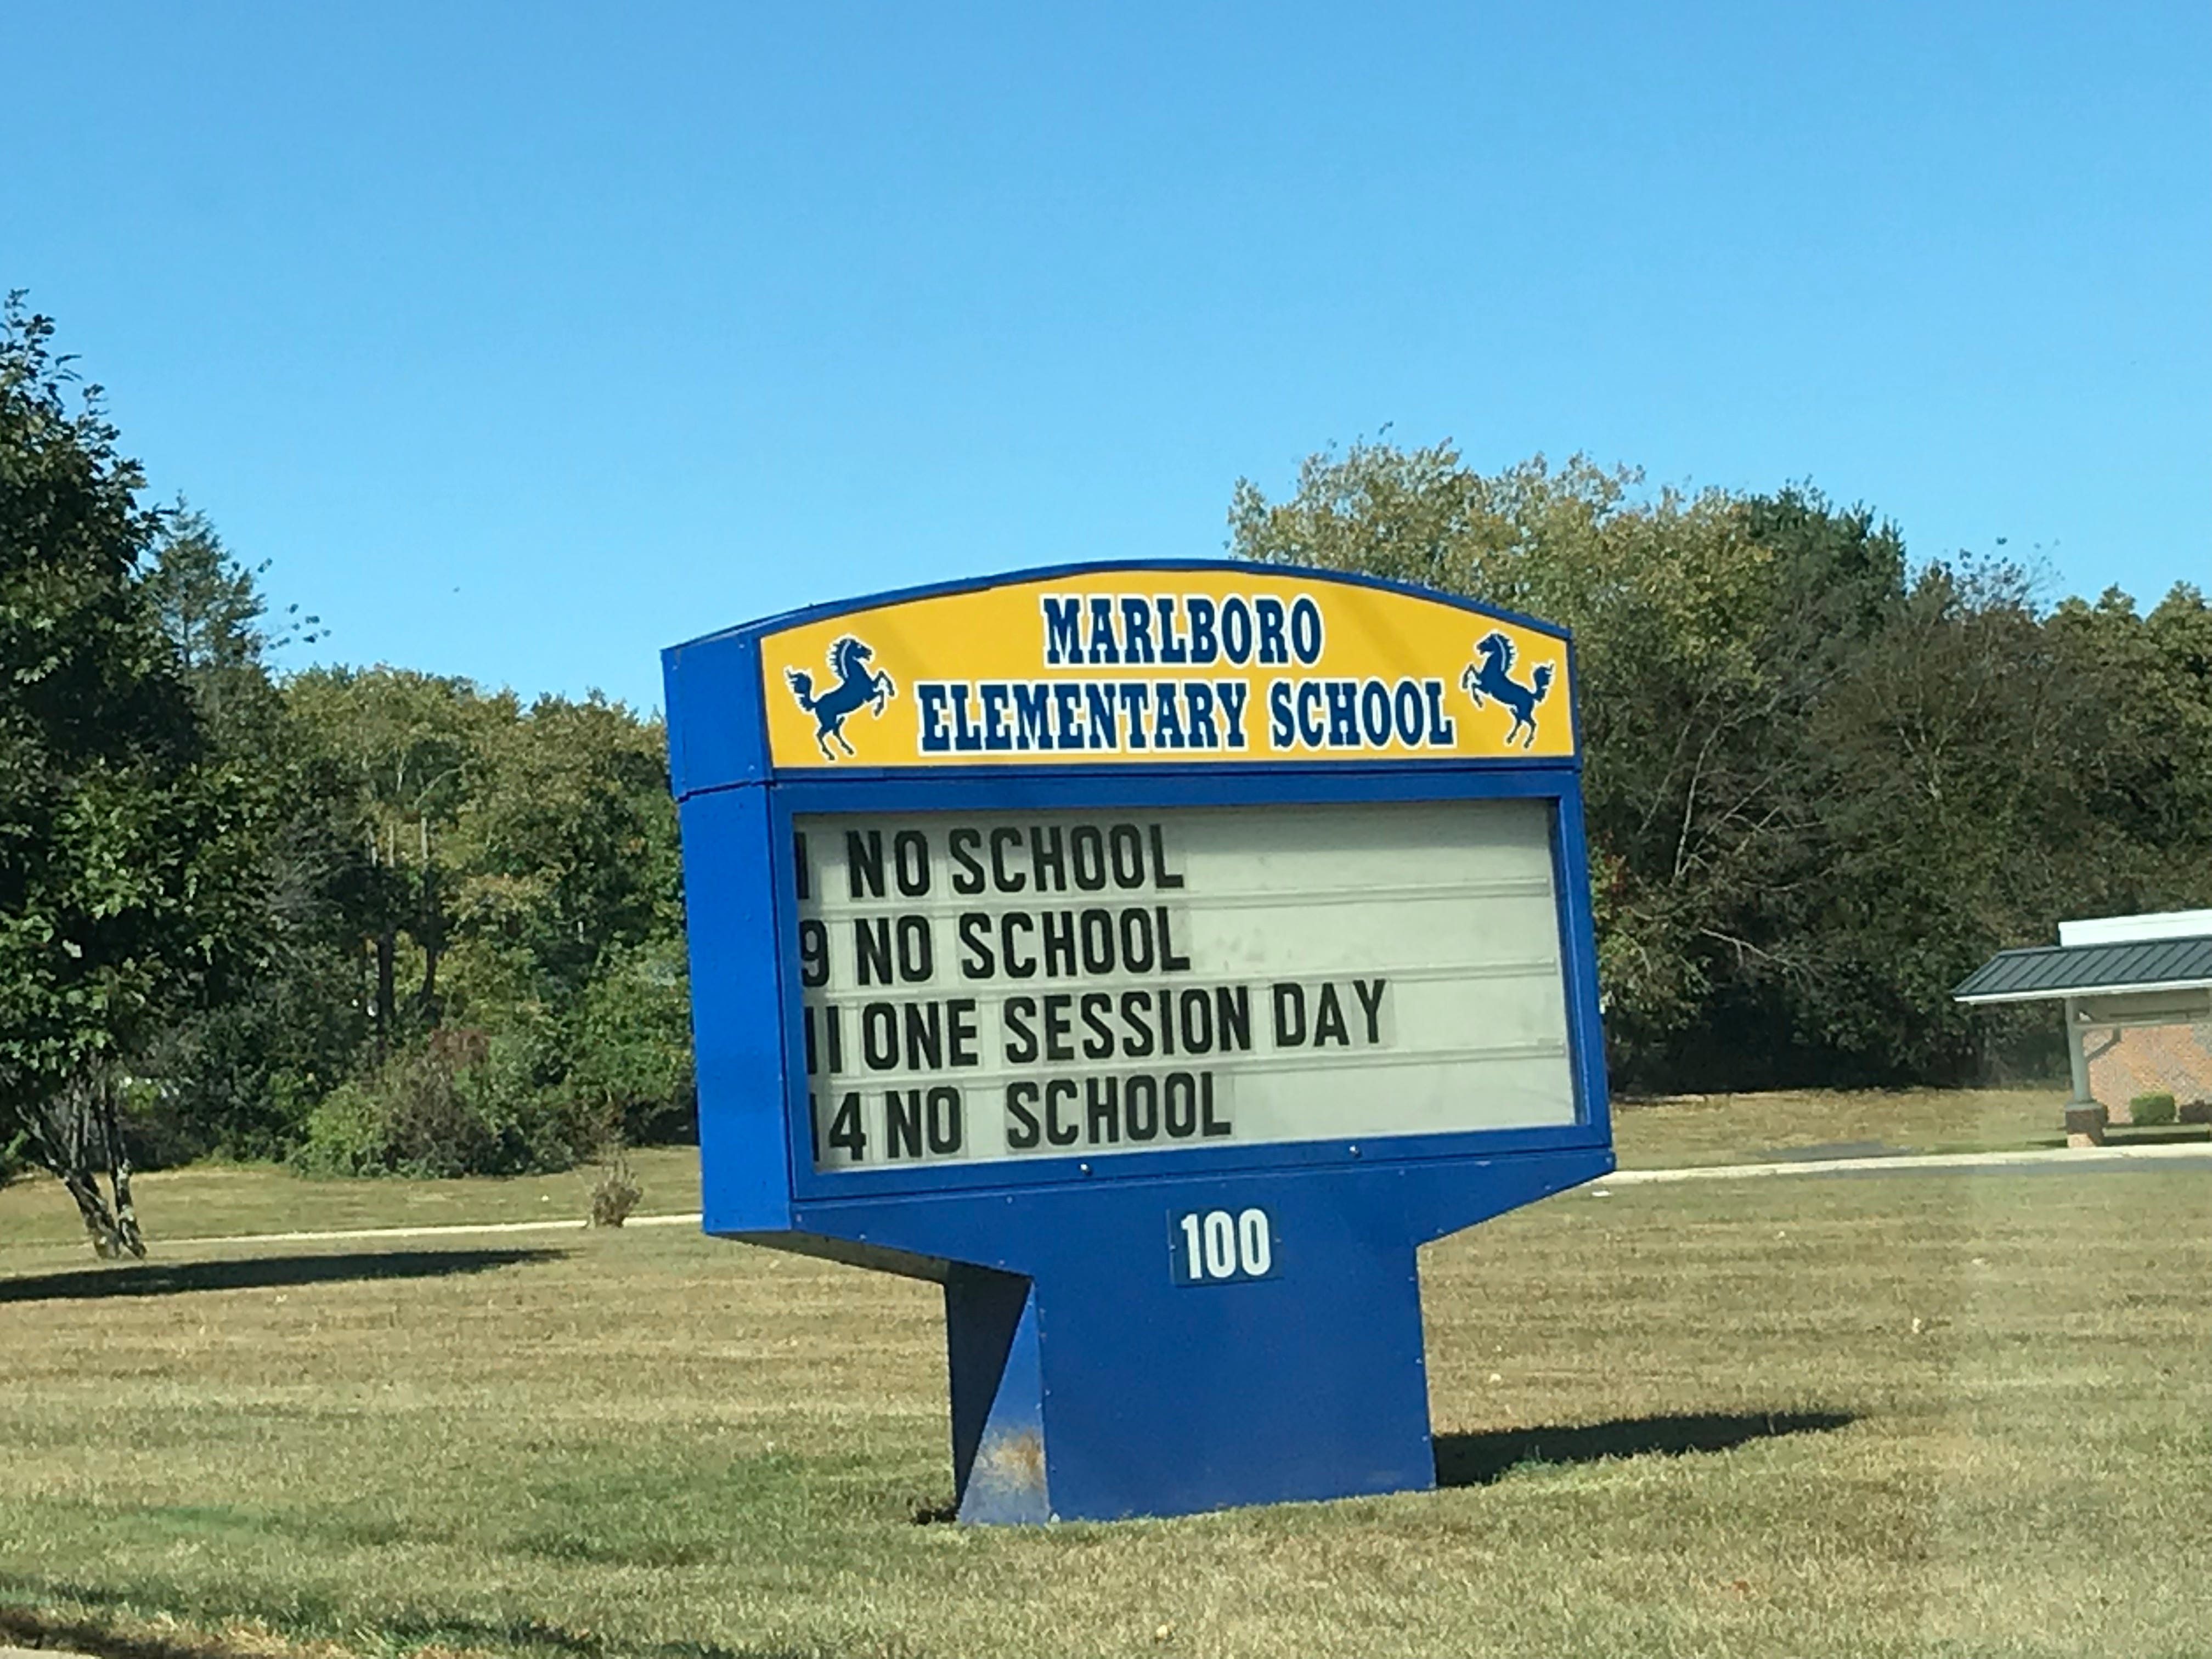 MARLBORO
ELEMENTARY SCHOOL
1 NO SCHOOL
9 NO SCHOOL
11 ONE SESSION DAY
14 NO SCHOOL
100